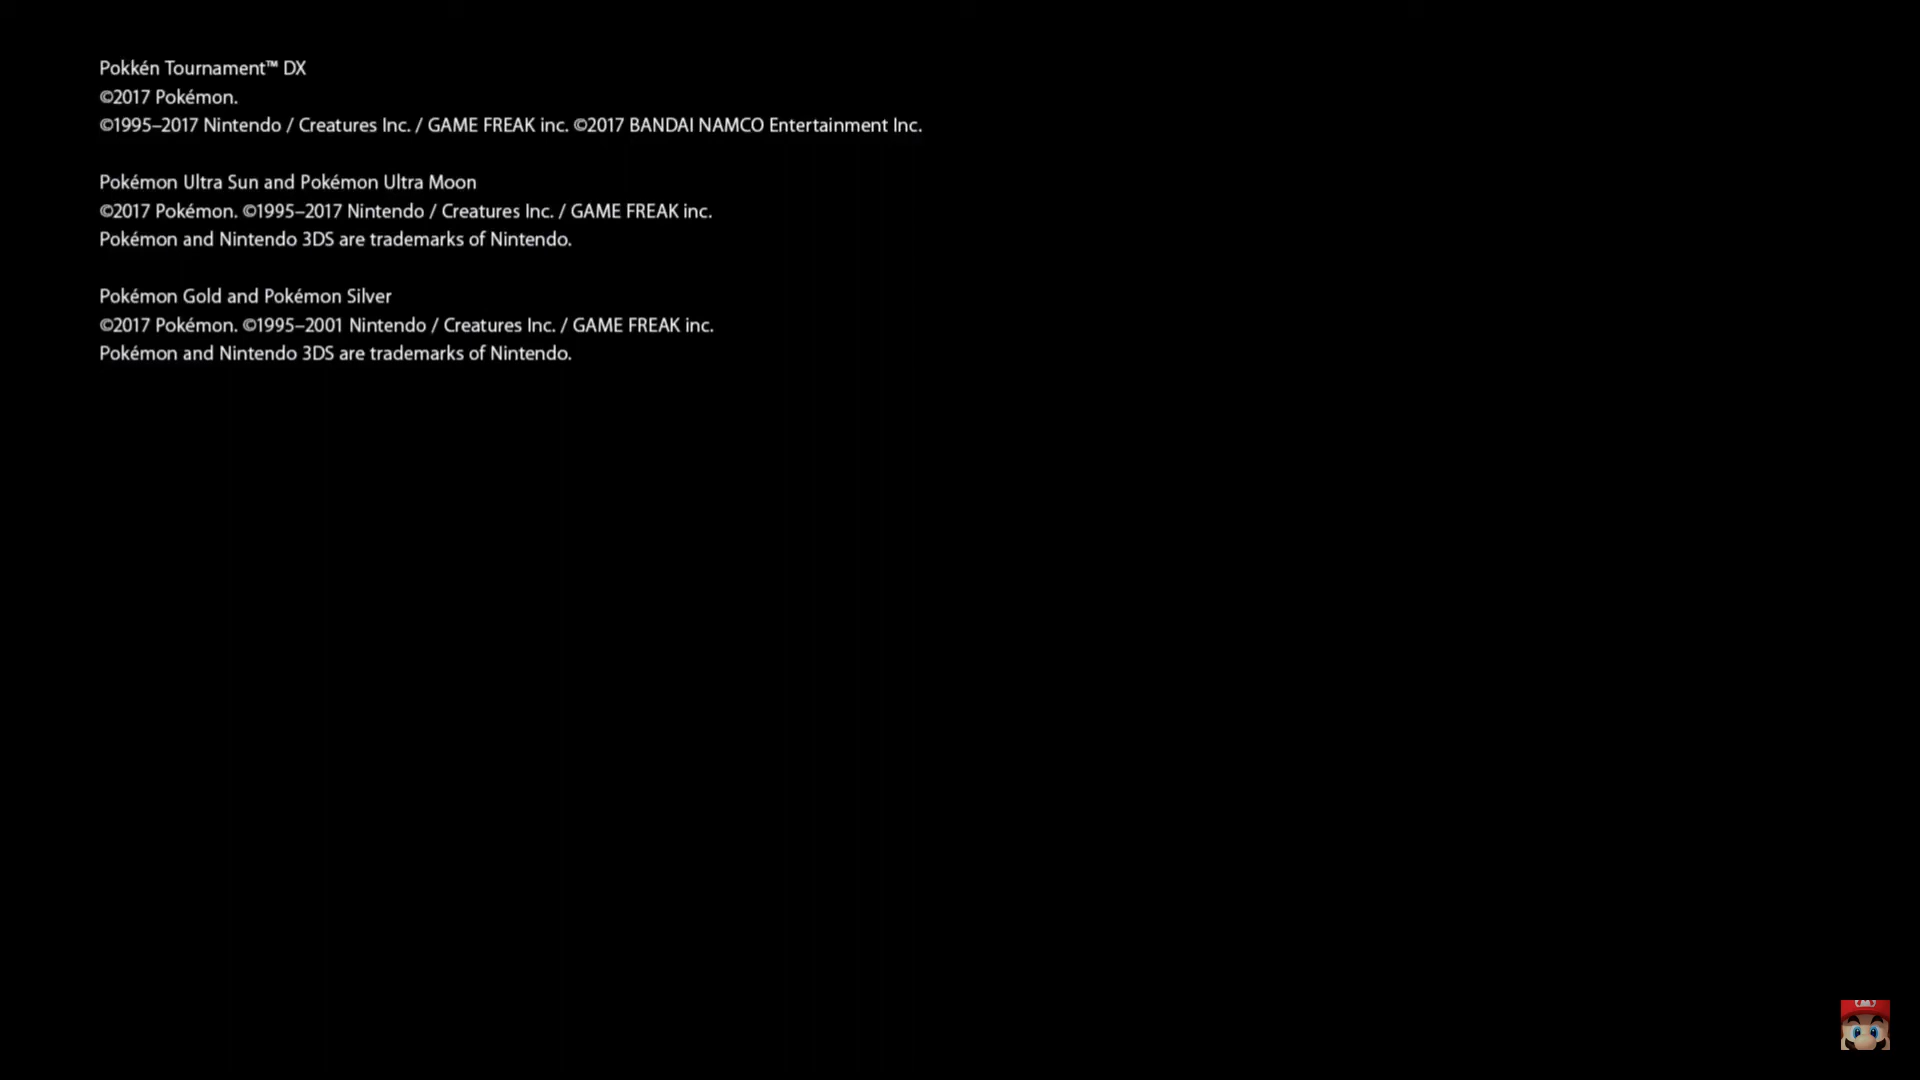 Pokkén Tournament™ DX
©2017 Pokémon.
©1995–2017 Nintendo / Creatures Inc. / GAME FREAK inc. ©2017 BANDAI NAMCO Entertainment Inc.
Pokémon Ultra Sun and Pokémon Ultra Moon
©2017 Pokémon. ©1995–2017 Nintendo / Creatures Inc. / GAME FREAK inc.
Pokémon and Nintendo 3DS are trademarks of Nintendo.
Pokémon Gold and Pokémon Silver
©2017 Pokémon. ©1995–2001 Nintendo / Creatures Inc. / GAME FREAK inc.
Pokémon and Nintendo 3DS are trademarks of Nintendo.
M